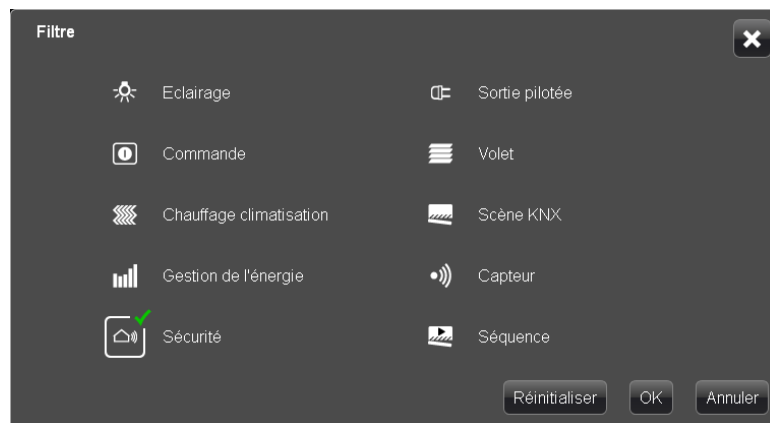 Filtre
Eclairage
Sortie pilotée
Commande
Volet
Chauffage climatisation
Scène KNX
Gestion de l'énergie
Capteur
Sécurité
Séquence
Réinitialiser
OK
Annuler